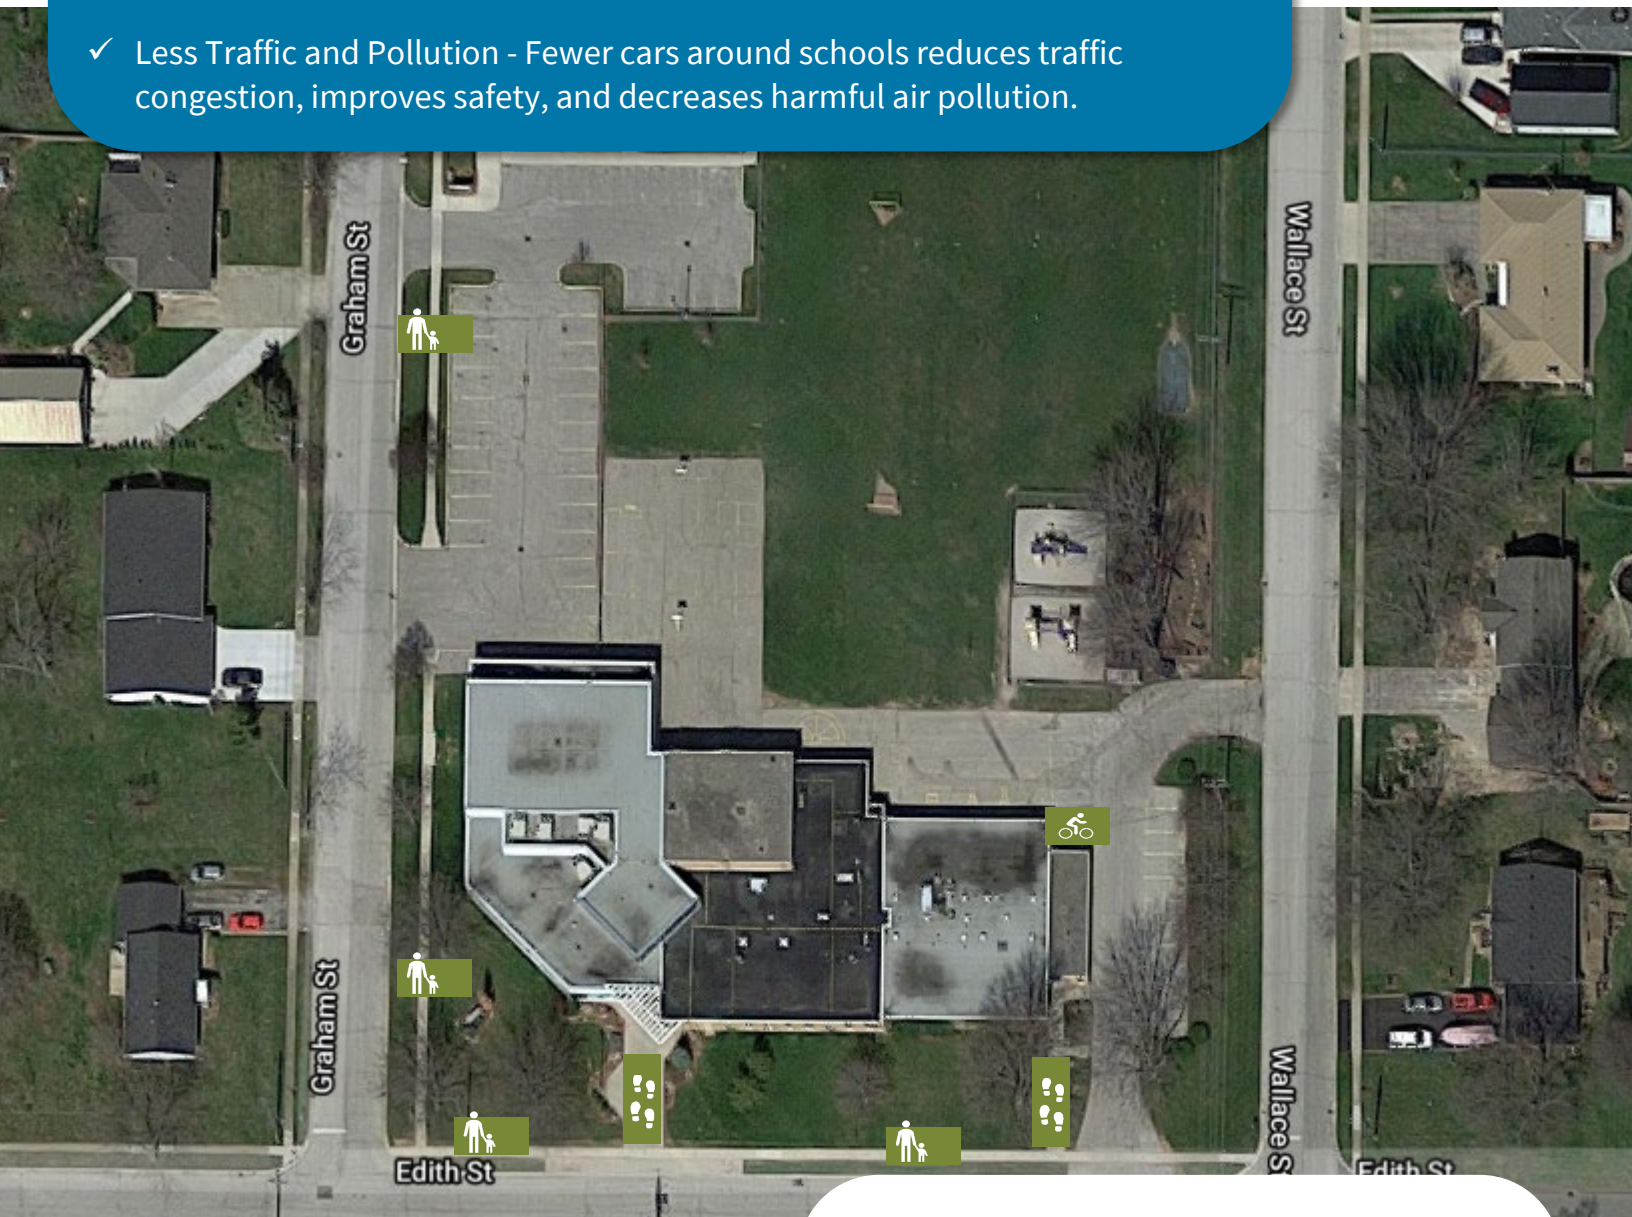 ✓ Less Traffic and Pollution - Fewer cars around schools reduces traffic
congestion, improves safety, and decreases harmful air pollution.
Graham St
Wallace St
Graham St
Wallace S
Edith St
Edith St